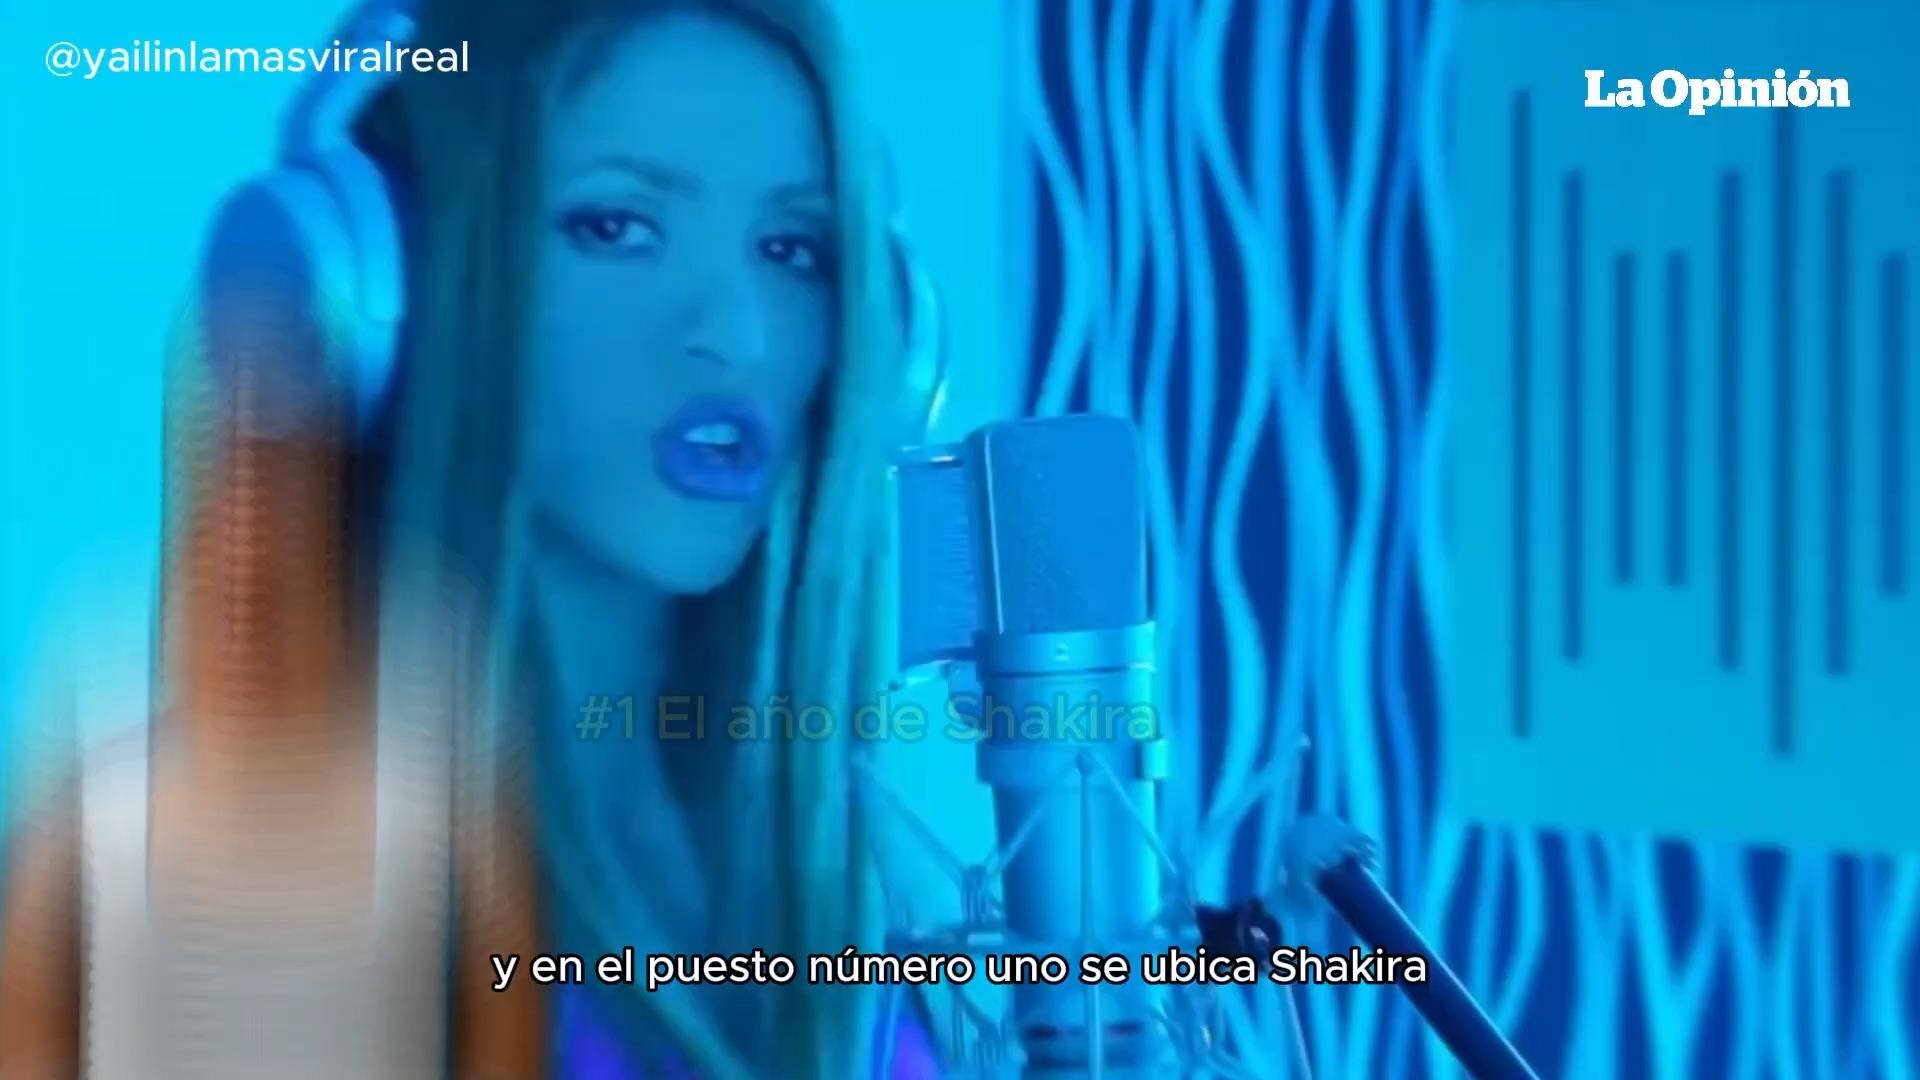 @yailinlamasviralreal
La Opinión
#1 El año de Shakira
y en el puesto número uno se ubica Shakira